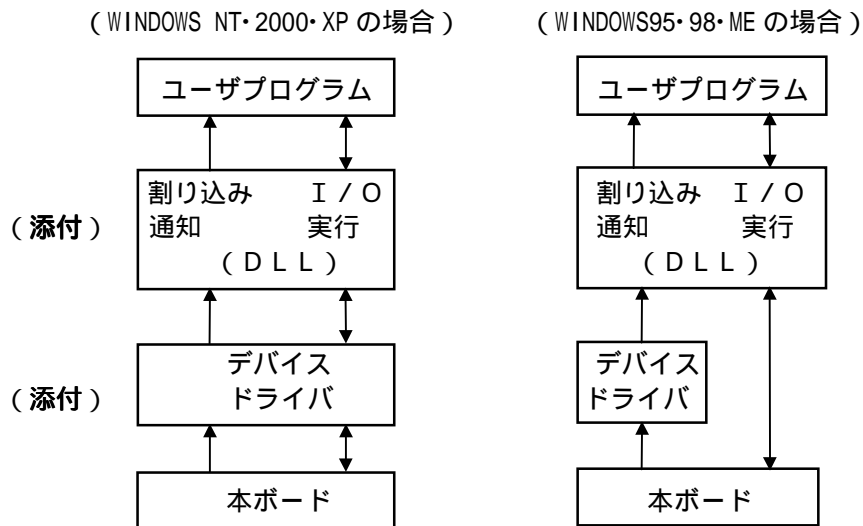 (WINDOWS NT・2000・XP の場合)
ユーザプログラム
(添付)
割り込み I/O
通知 実行
(DLL)
(添付)
デバイス
ドライバ
本ボード
(WINDOWS95・98・ME の場合)
ユーザプログラム
割り込み I/O
通知 実行
(DLL)
デバイス
ドライバ
本ボード